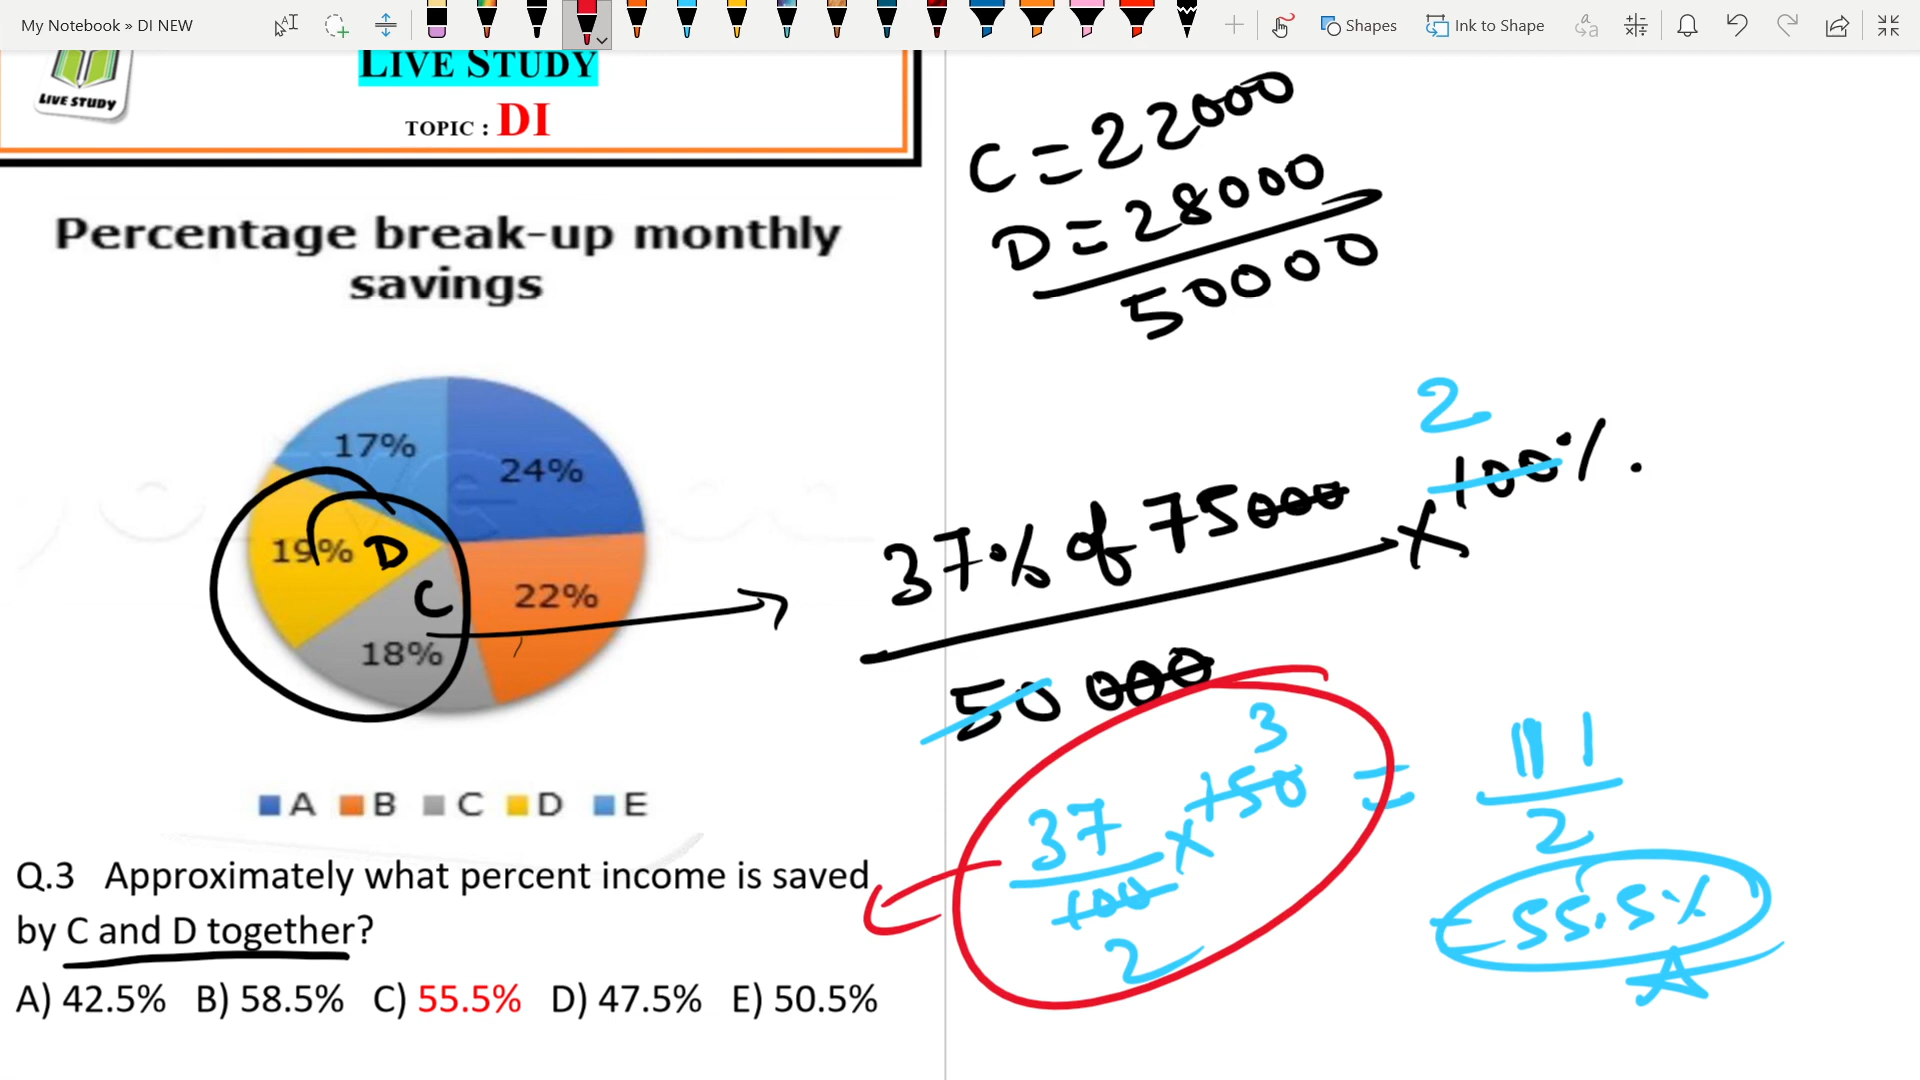 My Notebook » DI NEW
Shapes
Ink to Shape
LIVE STUDY
LIVE STUDY
TOPIC : DI
Percentage break-up monthly
savings
17%
24%
19%
D
C
22%
18%
A B C D E
Q.3 Approximately what percent income is saved
by C and D together?
A) 42.5% B) 58.5% C) 55.5% D) 47.5% E) 50.5%
C = 22000
D = 28000
50000
2
37% of 75000 × 100%.
50000
3
37 × 150 = 111
100 2
2
55.5%